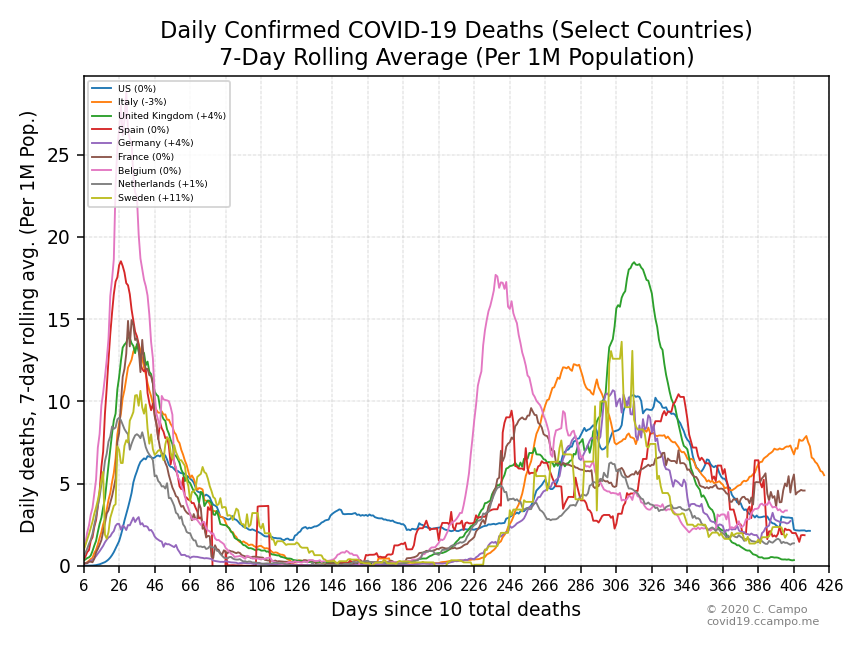 Daily Confirmed COVID-19 Deaths (Select Countries)
7-Day Rolling Average (Per 1M Population)
Daily deaths, 7-day rolling avg. (Per 1M Pop.)
US (0%)
Italy (-3%)
United Kingdom (+4%)
Spain (0%)
Germany (+4%)
France (0%)
Belgium (0%)
Netherlands (+1%)
Sweden (+11%)
25
20
15
10
5
0
6 26 46 66 86 106 126 146 166 186 206 226 246 266 286 306 326 346 366 386 406 426
Days since 10 total deaths
© 2020 C. Campo
covid19.ccampo.me